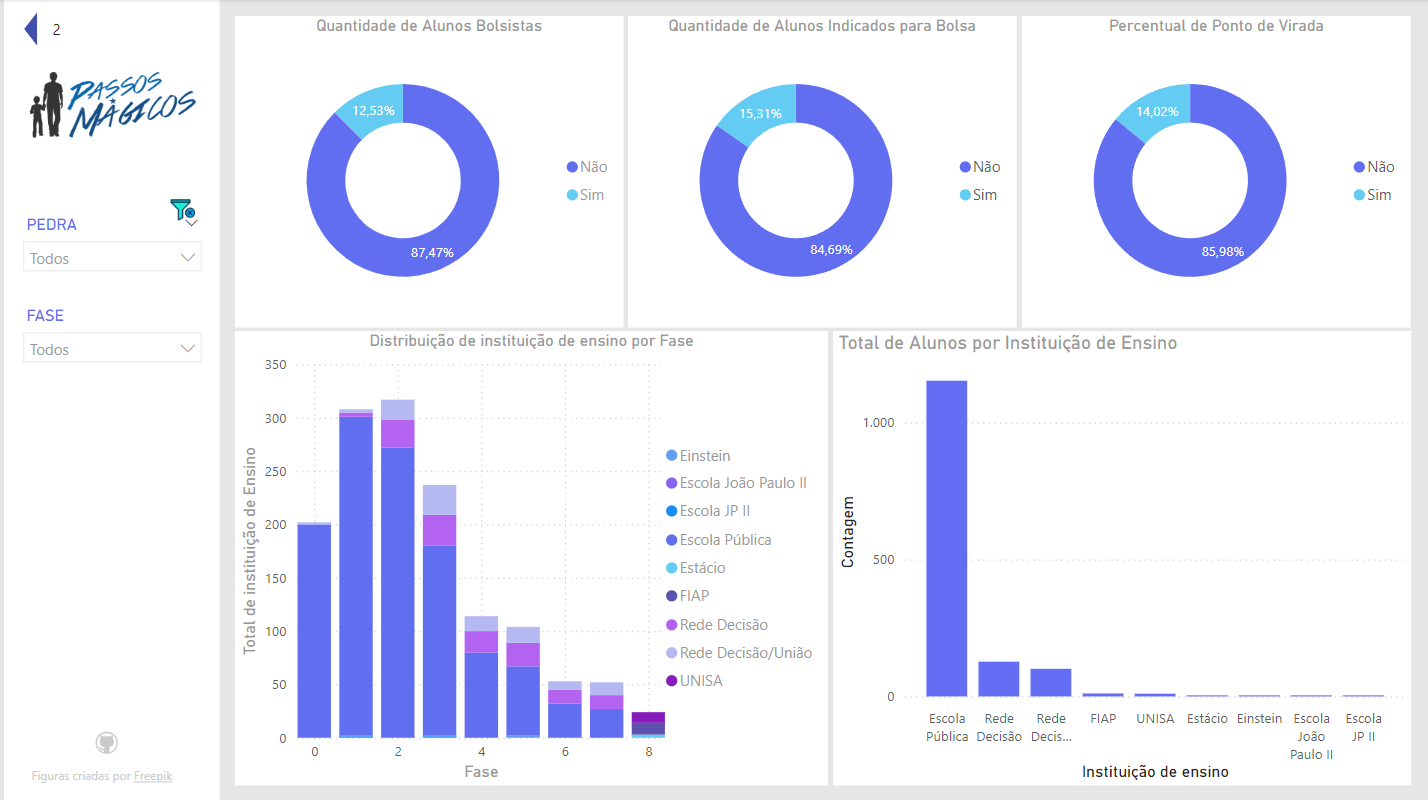 2
PASSOS
MÁGICOS
PEDRA
Todos
FASE
Todos
Figuras criadas por Freepik
Quantidade de Alunos Bolsistas
12,53%
87,47%
Não
Sim
Quantidade de Alunos Indicados para Bolsa
15,31%
84,69%
Não
Sim
Percentual de Ponto de Virada
14,02%
85,98%
Não
Sim
Distribuição de instituição de ensino por Fase
Total de instituição de Ensino
350
300
250
200
150
100
50
0
0
2
4
6
8
Fase
Einstein
Escola João Paulo II
Escola JP II
Escola Pública
Estácio
FIAP
Rede Decisão
Rede Decisão/União
UNISA
Total de Alunos por Instituição de Ensino
Contagem
1.000
500
0
Escola
Pública
Rede
Decisão
Rede
Decis...
FIAP
UNISA
Estácio
Einstein
Escola
João
Paulo II
Escola
JP II
Instituição de ensino